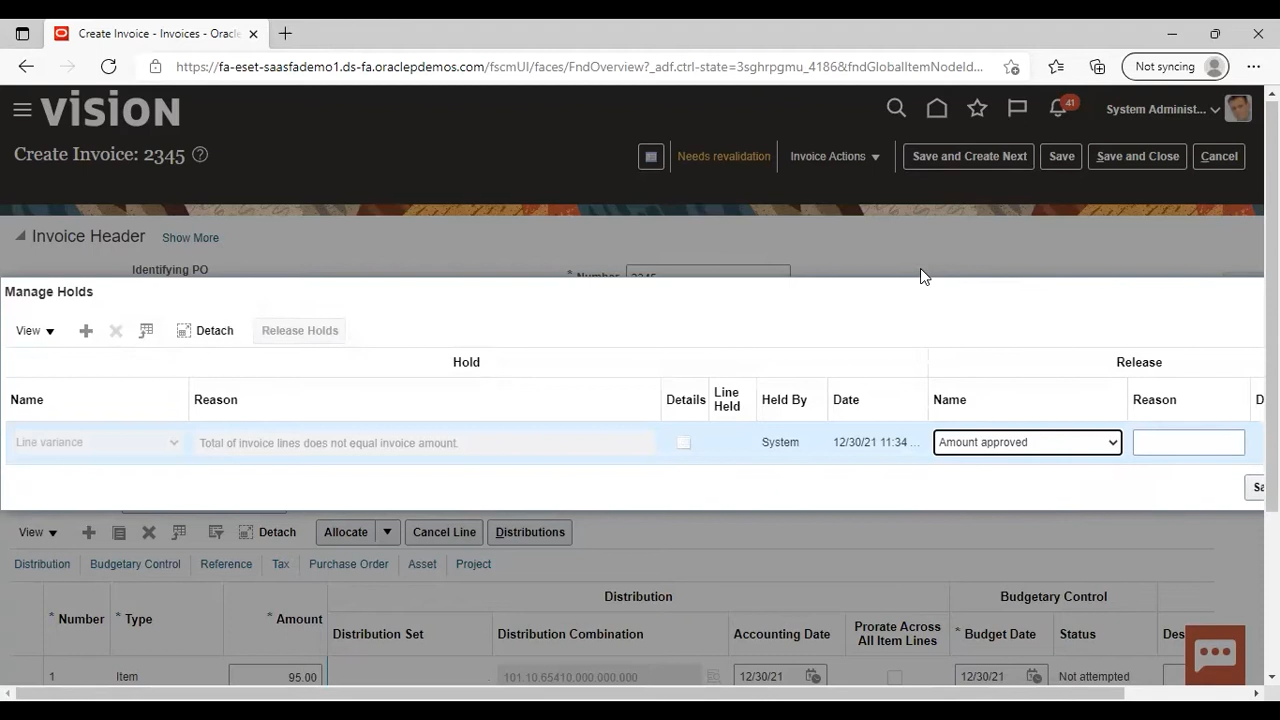 Create Invoice - Invoices - Oracle
https://fa-eset-saasfademo1.ds-fa.oraclepdemos.com/fscmUI/faces/FndOverview?_adf.ctrl-state=3sghrpgmu_4186&fndGlobalItemNodeId...
Not syncing
VISION
41
System Administ...
Create Invoice: 2345
Needs revalidation
Invoice Actions
Save and Create Next
Save
Save and Close
Cancel
Invoice Header
Show More
Identifying PO
* Number
2345
Manage Holds
View
Detach
Release Holds
Hold
Release
Name
Reason
Details
Line
Held
Held By
Date
Name
Reason
D
Line variance
Total of invoice lines does not equal invoice amount.
System
12/30/21 11:34 ...
Amount approved
Sa
View
Detach
Allocate
Cancel Line
Distributions
Distribution
Budgetary Control
Reference
Tax
Purchase Order
Asset
Project
Distribution
Budgetary Control
* Number
* Type
* Amount
Distribution Set
Distribution Combination
Accounting Date
Prorate Across
All Item Lines
* Budget Date
Status
Des
1
Item
95.00
101.10.65410.000.000.000
12/30/21
12/30/21
Not attempted